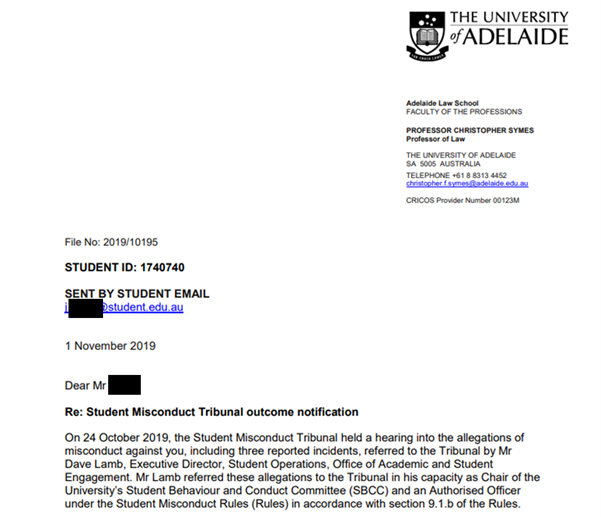 THE UNIVERSITY
of ADELAIDE
Adelaide Law School
FACULTY OF THE PROFESSIONS
PROFESSOR CHRISTOPHER SYMES
Professor of Law
THE UNIVERSITY OF ADELAIDE
SA 5005 AUSTRALIA
TELEPHONE +61 8 8313 4452
christopher.f.symes@adelaide.edu.au
CRICOS Provider Number 00123M
File No: 2019/10195
STUDENT ID: 1740740
SENT BY STUDENT EMAIL
j @student.edu.au
1 November 2019
Dear Mr
Re: Student Misconduct Tribunal outcome notification
On 24 October 2019, the Student Misconduct Tribunal held a hearing into the allegations of
misconduct against you, including three reported incidents, referred to the Tribunal by Mr
Dave Lamb, Executive Director, Student Operations, Office of Academic and Student
Engagement. Mr Lamb referred these allegations to the Tribunal in his capacity as Chair of the
University's Student Behaviour and Conduct Committee (SBCC) and an Authorised Officer
under the Student Misconduct Rules (Rules) in accordance with section 9.1.b of the Rules.